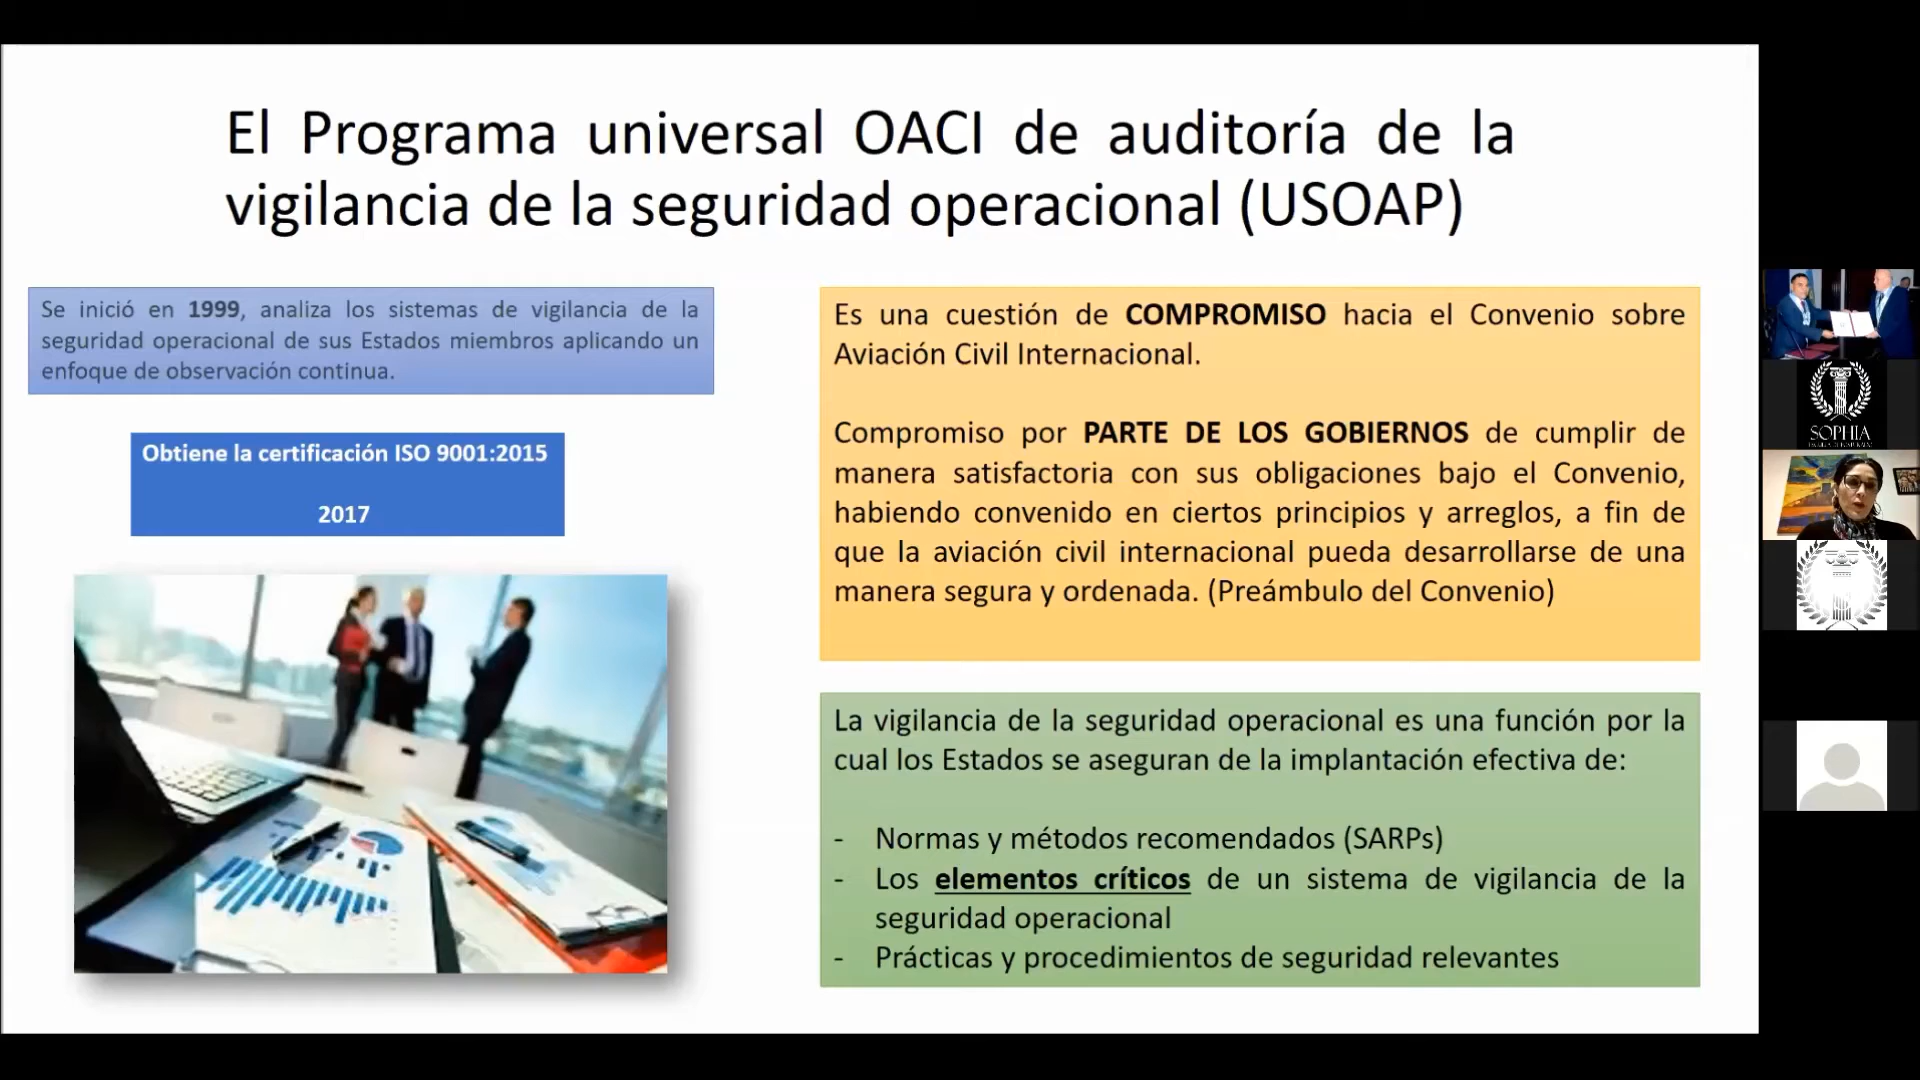 El Programa universal OACI de auditoría de la
vigilancia de la seguridad operacional (USOAP)
Se inició en 1999, analiza los sistemas de vigilancia de la
seguridad operacional de sus Estados miembros aplicando un
enfoque de observación continua.
Obtiene la certificación ISO 9001:2015
2017
Es una cuestión de COMPROMISO hacia el Convenio sobre
Aviación Civil Internacional.
Compromiso por PARTE DE LOS GOBIERNOS de cumplir de
manera satisfactoria con sus obligaciones bajo el Convenio,
habiendo convenido en ciertos principios y arreglos, a fin de
que la aviación civil internacional pueda desarrollarse de una
manera segura y ordenada. (Preámbulo del Convenio)
La vigilancia de la seguridad operacional es una función por la
cual los Estados se aseguran de la implantación efectiva de:
- Normas y métodos recomendados (SARPs)
- Los elementos críticos de un sistema de vigilancia de la
seguridad operacional
- Prácticas y procedimientos de seguridad relevantes
SOPHIA